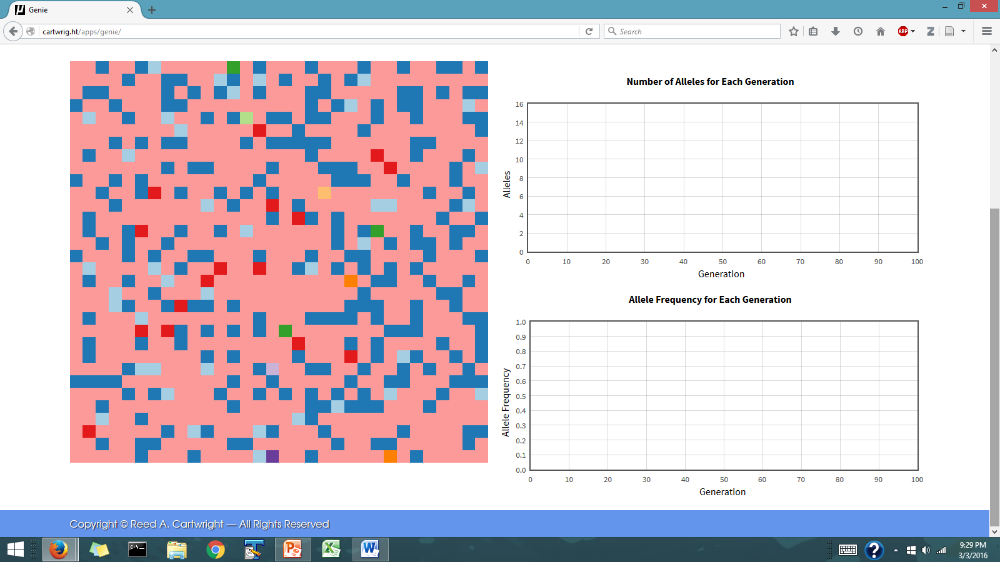 Genie
cartwrig.ht/apps/genie/
Search
ABP
Z
Number of Alleles for Each Generation
16
14
12
10
8
6
4
2
0
Alleles
0 10 20 30 40 50 60 70 80 90 100
Generation
Allele Frequency for Each Generation
1.0
0.9
0.8
0.7
0.6
0.5
0.4
0.3
0.2
0.1
0.0
Allele Frequency
0 10 20 30 40 50 60 70 80 90 100
Generation
Copyright © Reed A. Cartwright — All Rights Reserved
C:\-
9:29 PM
3/3/2016